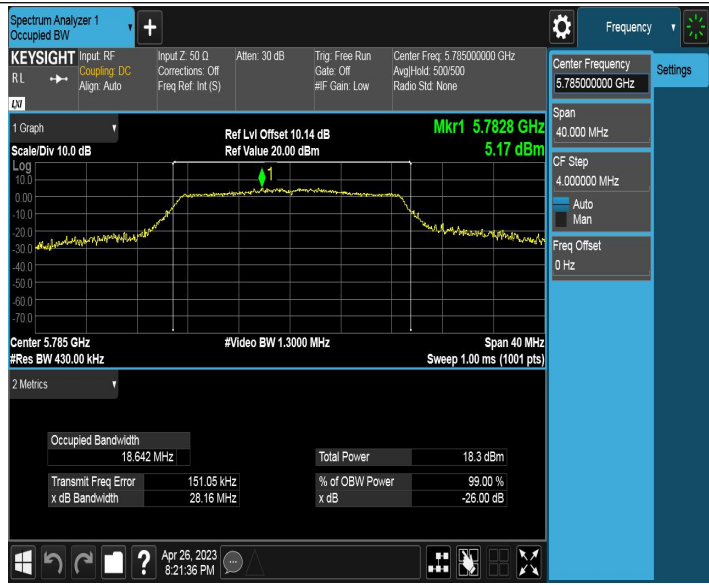 Spectrum Analyzer 1
Occupied BW
+
Frequency
KEYSIGHT
RL
LXI
Input: RF
Coupling: DC
Align: Auto
Input Z: 50 Ω
Corrections: Off
Freq Ref: Int (S)
Atten: 30 dB
Trig: Free Run
Gate: Off
#IF Gain: Low
Center Freq: 5.785000000 GHz
Avg|Hold: 500/500
Radio Std: None
Center Frequency
5.785000000 GHz
Settings
Span
40.000 MHz
CF Step
4.000000 MHz
Auto
Man
Freq Offset
0 Hz
1 Graph
Ref Lvl Offset 10.14 dB
Mkr1 5.7828 GHz
Scale/Div 10.0 dB
Ref Value 20.00 dBm
5.17 dBm
Log
10.0
0.00
-10.0
-20.0
-30.0
-40.0
-50.0
-60.0
-70.0
1
Center 5.785 GHz
#Video BW 1.3000 MHz
Span 40 MHz
#Res BW 430.00 kHz
Sweep 1.00 ms (1001 pts)
2 Metrics
Occupied Bandwidth
18.642 MHz
Total Power 18.3 dBm
Transmit Freq Error 151.05 kHz
% of OBW Power 99.00 %
x dB Bandwidth 28.16 MHz
x dB -26.00 dB
?
Apr 26, 2023
8:21:36 PM